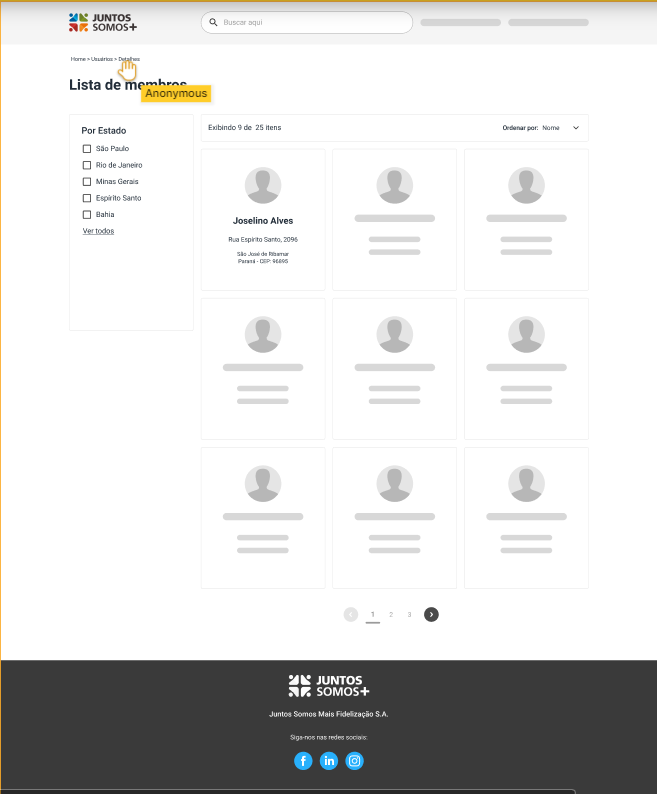 JUNTOS
SOMOS+
Buscar aqui
Home > Usuários > Detalhes
Lista de membros
Anonymous
Por Estado
São Paulo
Rio de Janeiro
Minas Gerais
Espírito Santo
Bahia
Ver todos
Exibindo 9 de 25 itens
Ordenar por: Nome
Joselino Alves
Rua Espírito Santo, 2096
São José de Ribamar
Paraná - CEP: 96895
1 2 3
JUNTOS
SOMOS+
Juntos Somos Mais Fidelização S.A.
Siga-nos nas redes sociais: